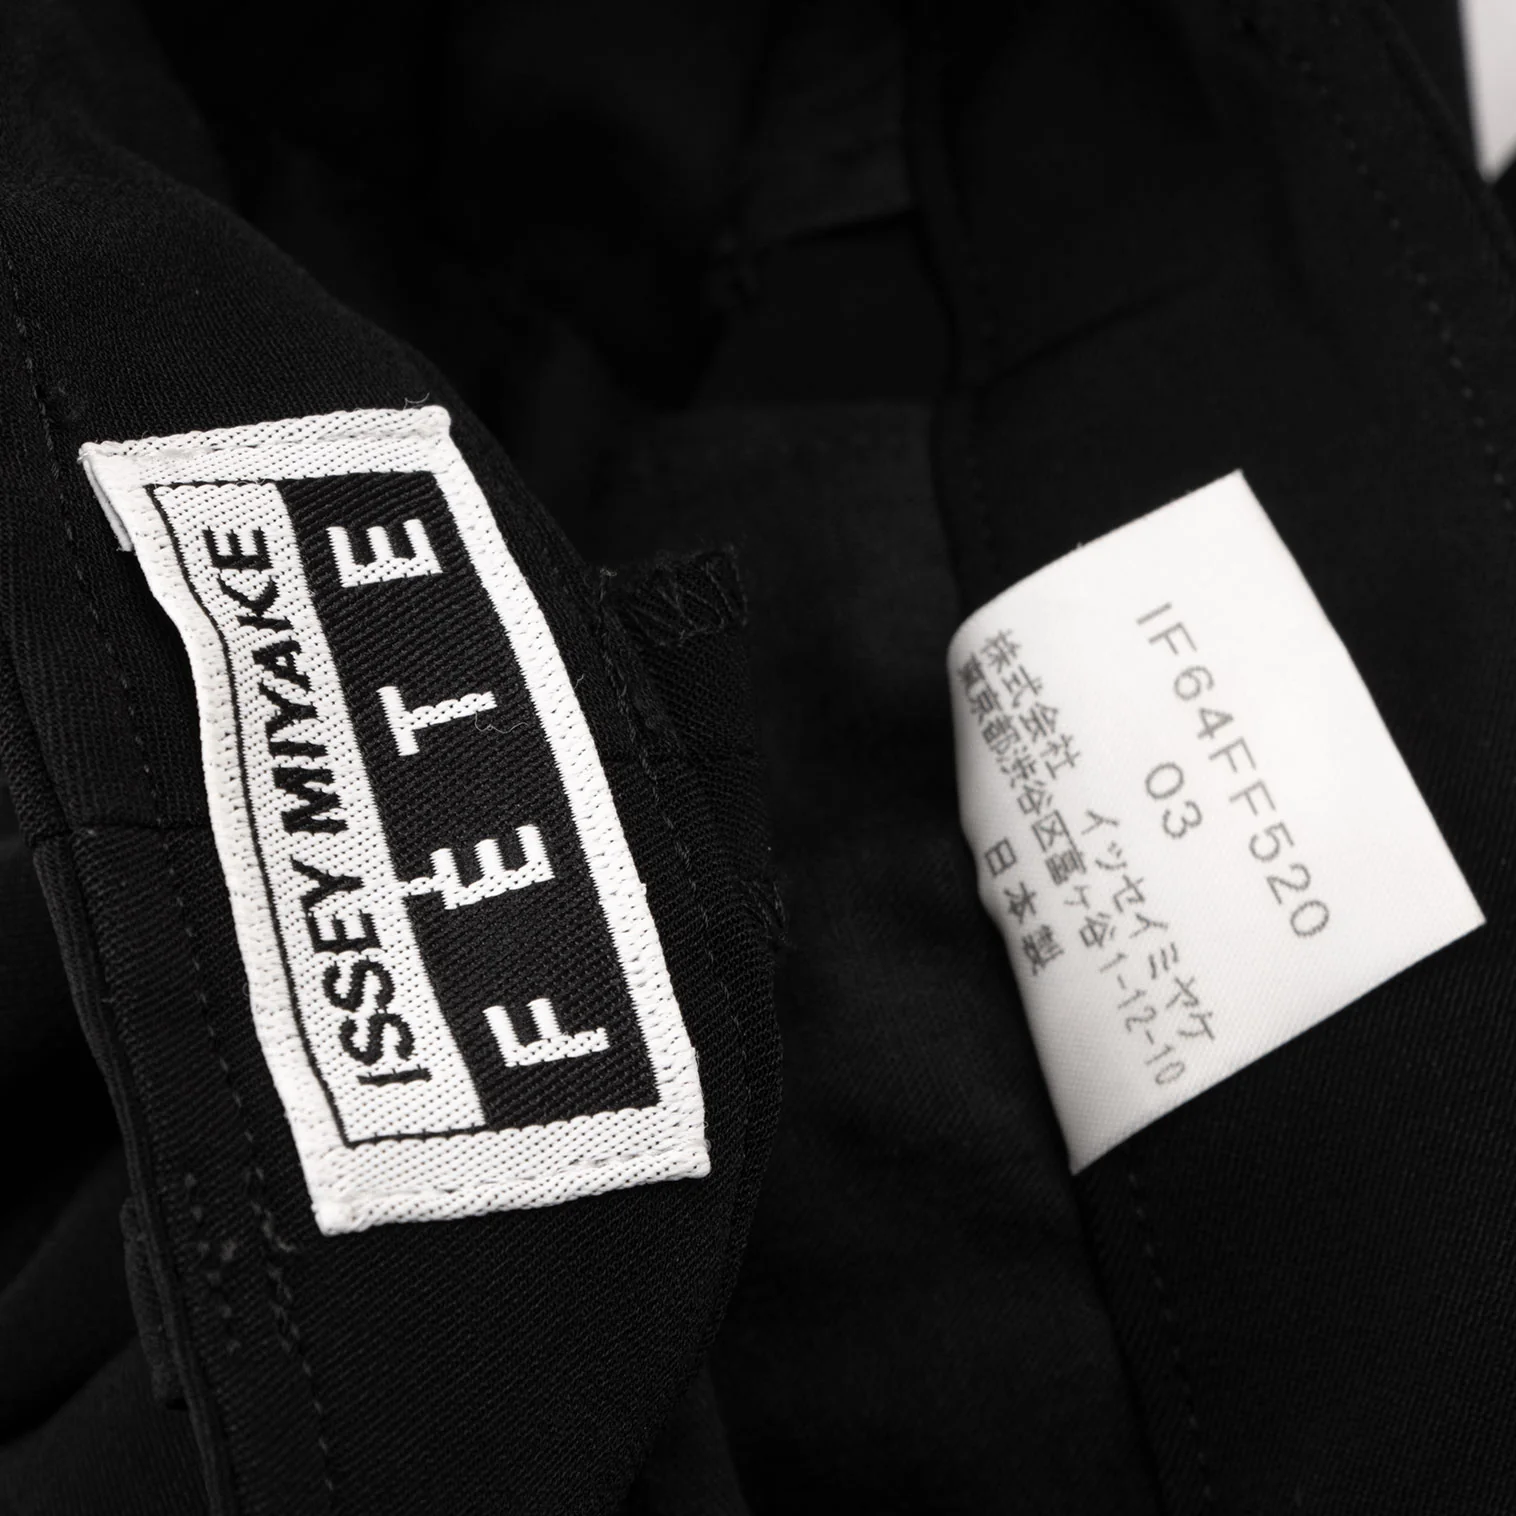 ISSEY MIYAKE
FÈTE
IF64FF520
03
株式会社 イッセイミヤケ
東京都渋谷区富ヶ谷1-12-10
日本製